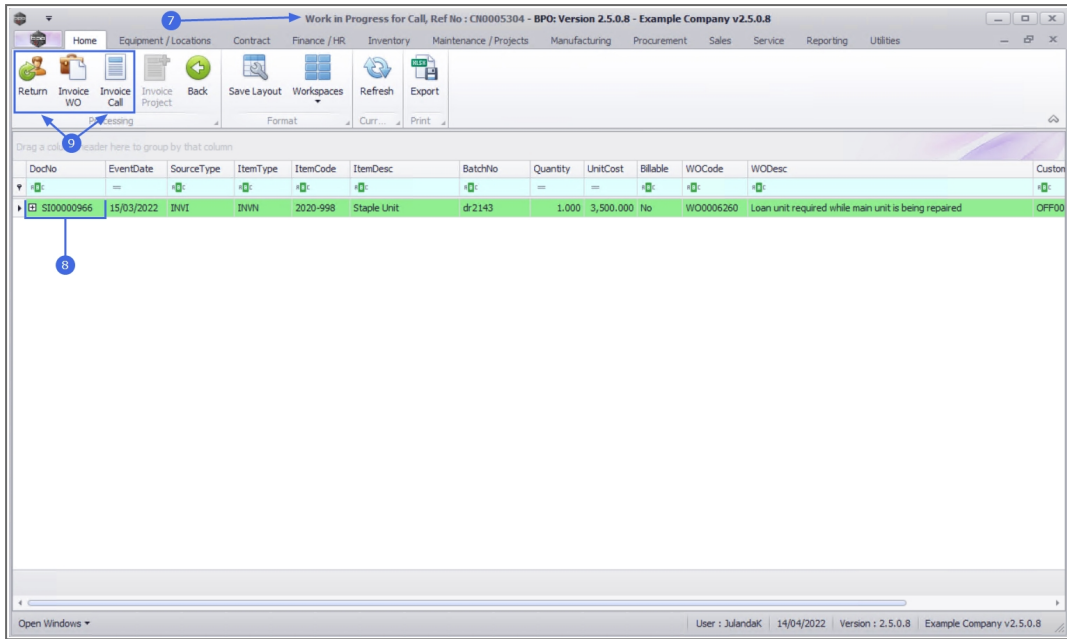 7
Work in Progress for Call, Ref No : CN0005304 - BPO: Version 2.5.0.8 - Example Company v2.5.0.8
Home Equipment / Locations Contract Finance / HR Inventory Maintenance / Projects Manufacturing Procurement Sales Service Reporting Utilities
Return Invoice WO Invoice Call Invoice Project Back Save Layout Workspaces Refresh Export
Format Curr... Print
9
Drag a column header here to group by that column
DocNo EventDate SourceType ItemType ItemCode ItemDesc BatchNo Quantity UnitCost Billable WOCode WODesc Custom
SI00000966 15/03/2022 INVI INVN 2020-998 Staple Unit dr2143 1.000 3,500.000 No WO0006260 Loan unit required while main unit is being repaired OFF00
8
Open Windows User : JulandaK 14/04/2022 Version : 2.5.0.8 Example Company v2.5.0.8